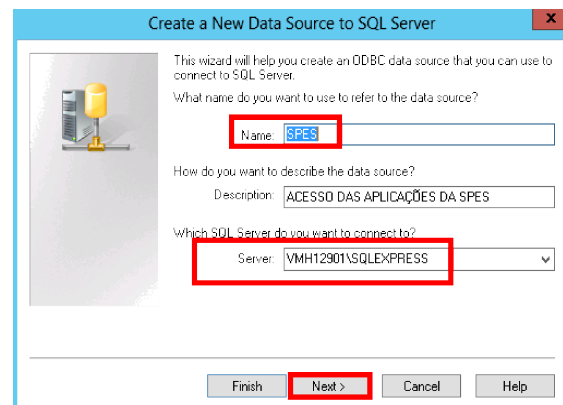 Create a New Data Source to SQL Server
x
This wizard will help you create an ODBC data source that you can use to
connect to SQL Server.
What name do you want to use to refer to the data source?
Name: SPES
How do you want to describe the data source?
Description: ACESSO DAS APLICAÇÕES DA SPES
Which SQL Server do you want to connect to?
Server: VMH12901\SQLEXPRESS
Finish Next > Cancel Help